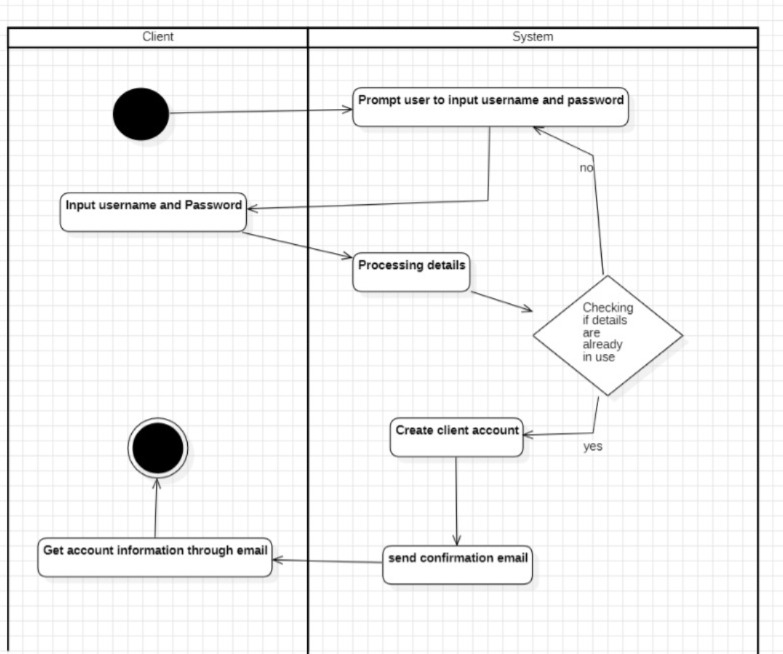 Client
System
Prompt user to input username and password
no
Input username and Password
Processing details
Checking
if details
are
already
in use
Create client account
yes
Get account information through email
send confirmation email